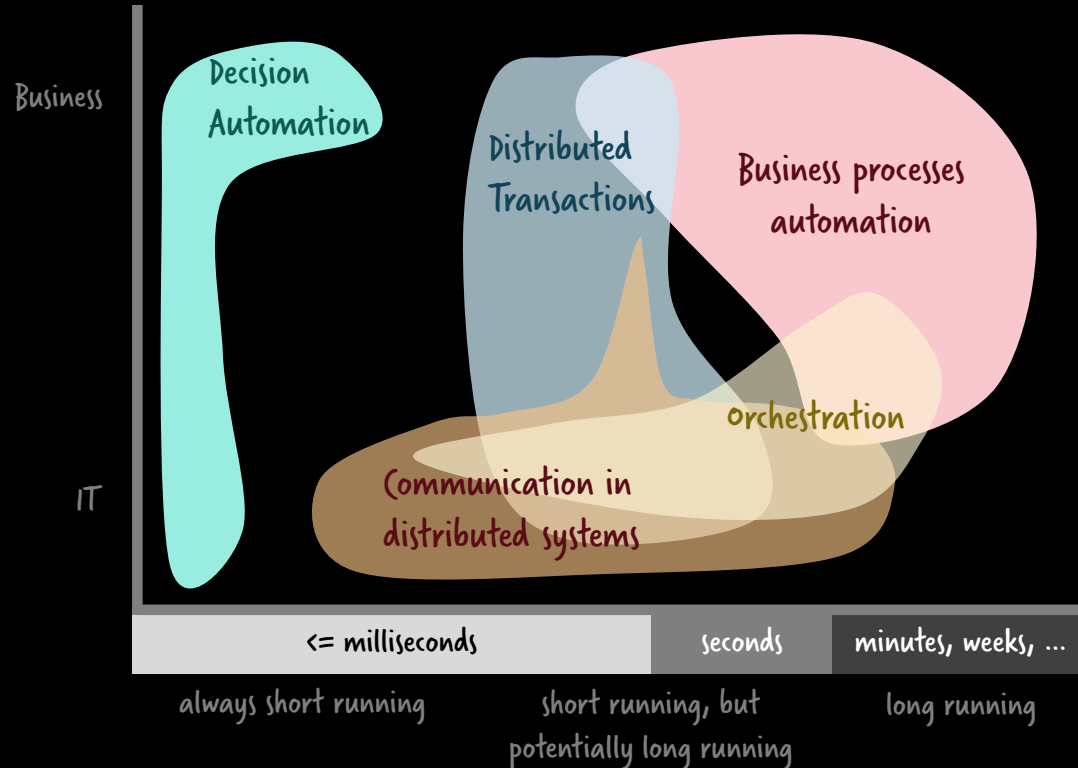 Business
Decision
Automation
Distributed
Transactions
Business processes
automation
Orchestration
Communication in
distributed systems
IT
<= milliseconds
seconds
minutes, weeks, ...
always short running
short running, but
potentially long running
long running